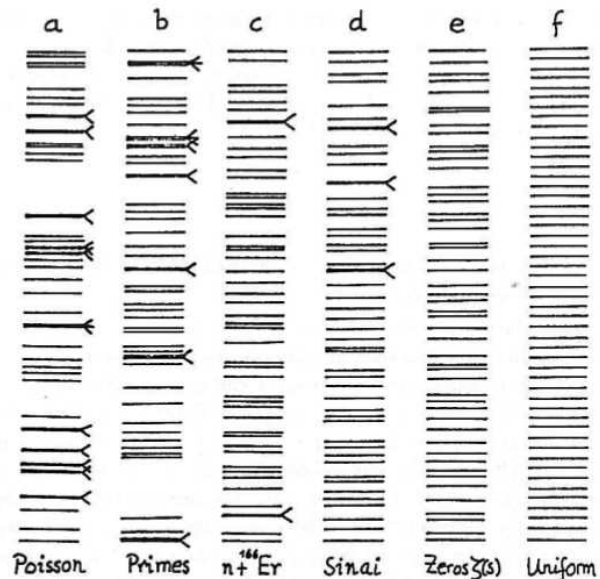 a b c d e f
Poisson Primes n+¹⁶⁶Er Sinai Zeros ζ(s) Uniform